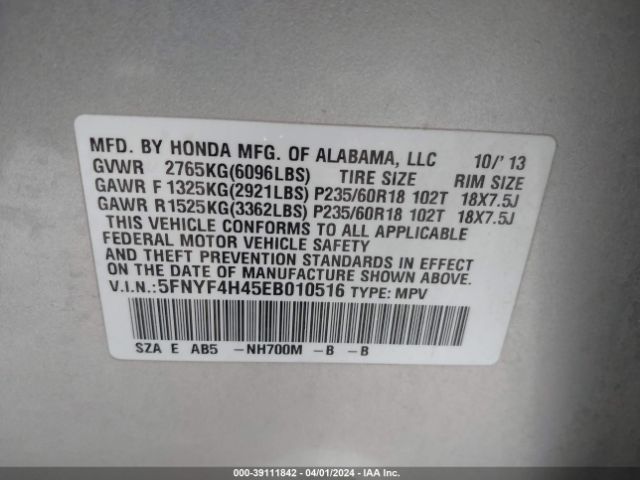 MFD. BY HONDA MFG. OF ALABAMA, LLC 10/'13
GVWR 2765KG(6096LBS) TIRE SIZE RIM SIZE
GAWR F 1325KG(2921LBS) P235/60R18 102T 18X7.5J
GAWR R1525KG(3362LBS) P235/60R18 102T 18X7.5J
THIS VEHICLE CONFORMS TO ALL APPLICABLE
FEDERAL MOTOR VEHICLE SAFETY
AND THEFT PREVENTION STANDARDS IN EFFECT
ON THE DATE OF MANUFACTURE SHOWN ABOVE.
V.I.N.:5FNYF4H45EB010516 TYPE: MPV
SZA E AB5 -NH700M -B -B
000-39111842 - 04/01/2024 - IAAI.COM